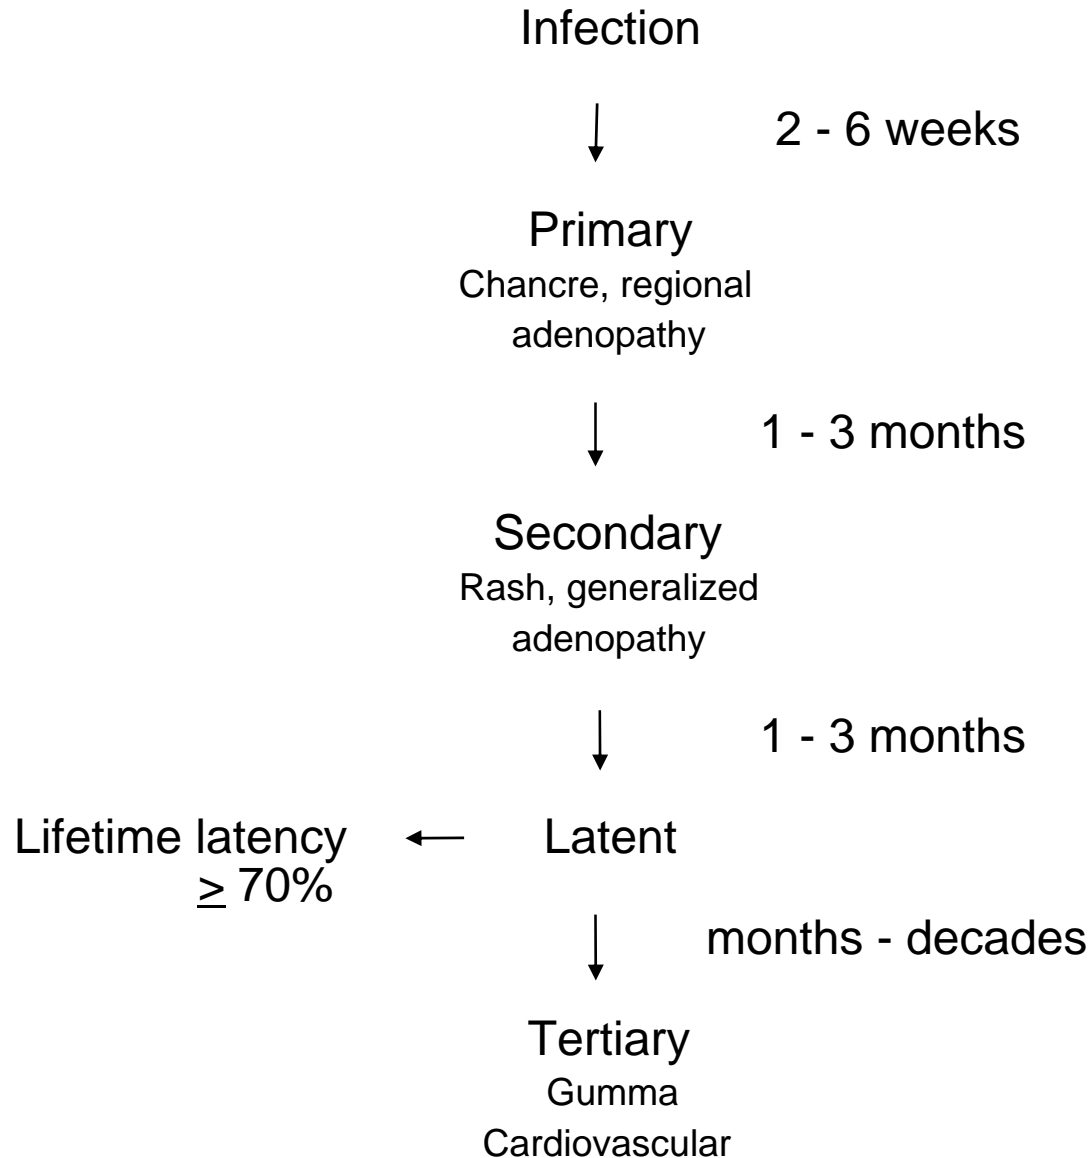 Infection
2 - 6 weeks
Primary
Chancre, regional
adenopathy
1 - 3 months
Secondary
Rash, generalized
adenopathy
1 - 3 months
Lifetime latency
≥ 70%
Latent
months - decades
Tertiary
Gumma
Cardiovascular